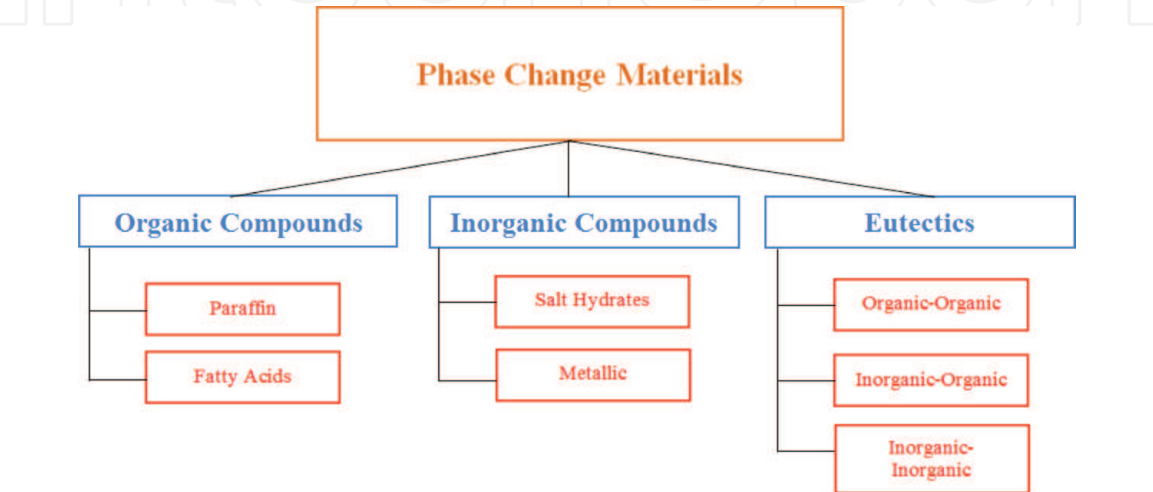 Phase Change Materials
Organic Compounds
Inorganic Compounds
Eutectics
Paraffin
Fatty Acids
Salt Hydrates
Metallic
Organic-Organic
Inorganic-Organic
Inorganic-
Inorganic